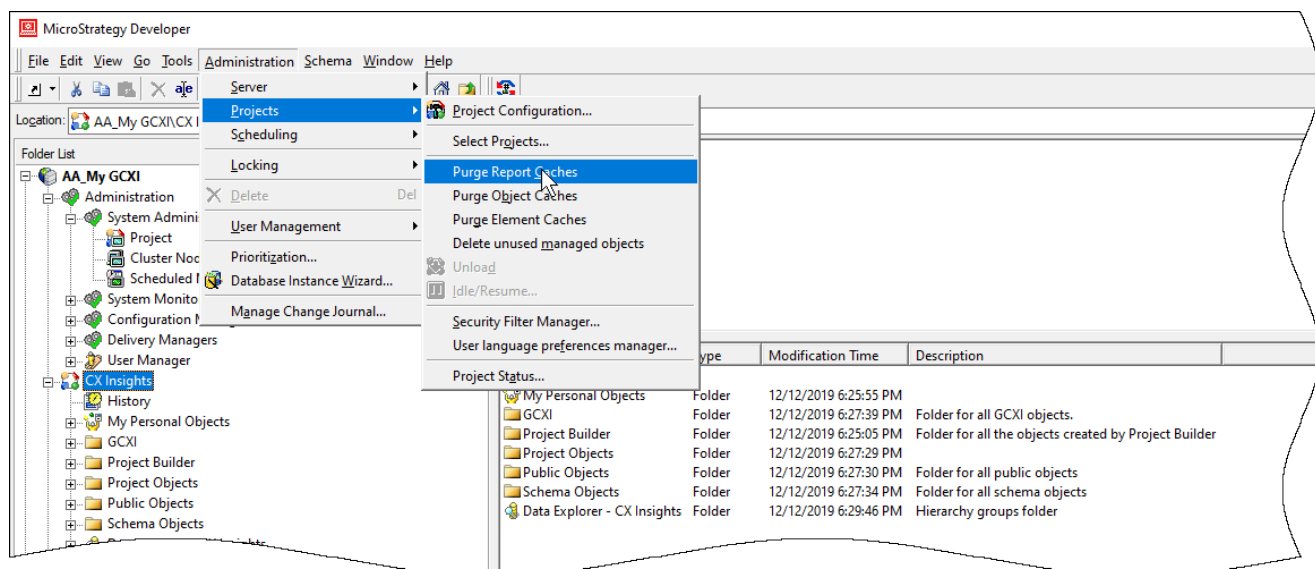 MicroStrategy Developer
File Edit View Go Tools Administration Schema Window Help
Location: AA_My GCXI\CX I
Folder List
AA_My GCXI
Administration
System Adminis
Project
Cluster Nod
Scheduled
System Monito
Configuration
Delivery Managers
User Manager
CX Insights
History
My Personal Objects
GCXI
Project Builder
Project Objects
Public Objects
Schema Objects
Server
Projects
Scheduling
Locking
Delete Del
User Management
Prioritization...
Database Instance Wizard...
Manage Change Journal...
Project Configuration...
Select Projects...
Purge Report Caches
Purge Object Caches
Purge Element Caches
Delete unused managed objects
Unload
Idle/Resume...
Security Filter Manager...
User language preferences manager...
Project Status...
ype Modification Time Description
My Personal Objects Folder 12/12/2019 6:25:55 PM
GCXI Folder 12/12/2019 6:27:39 PM Folder for all GCXI objects.
Project Builder Folder 12/12/2019 6:25:05 PM Folder for all the objects created by Project Builder
Project Objects Folder 12/12/2019 6:27:29 PM
Public Objects Folder 12/12/2019 6:27:30 PM Folder for all public objects
Schema Objects Folder 12/12/2019 6:27:34 PM Folder for all schema objects
Data Explorer - CX Insights Folder 12/12/2019 6:29:46 PM Hierarchy groups folder